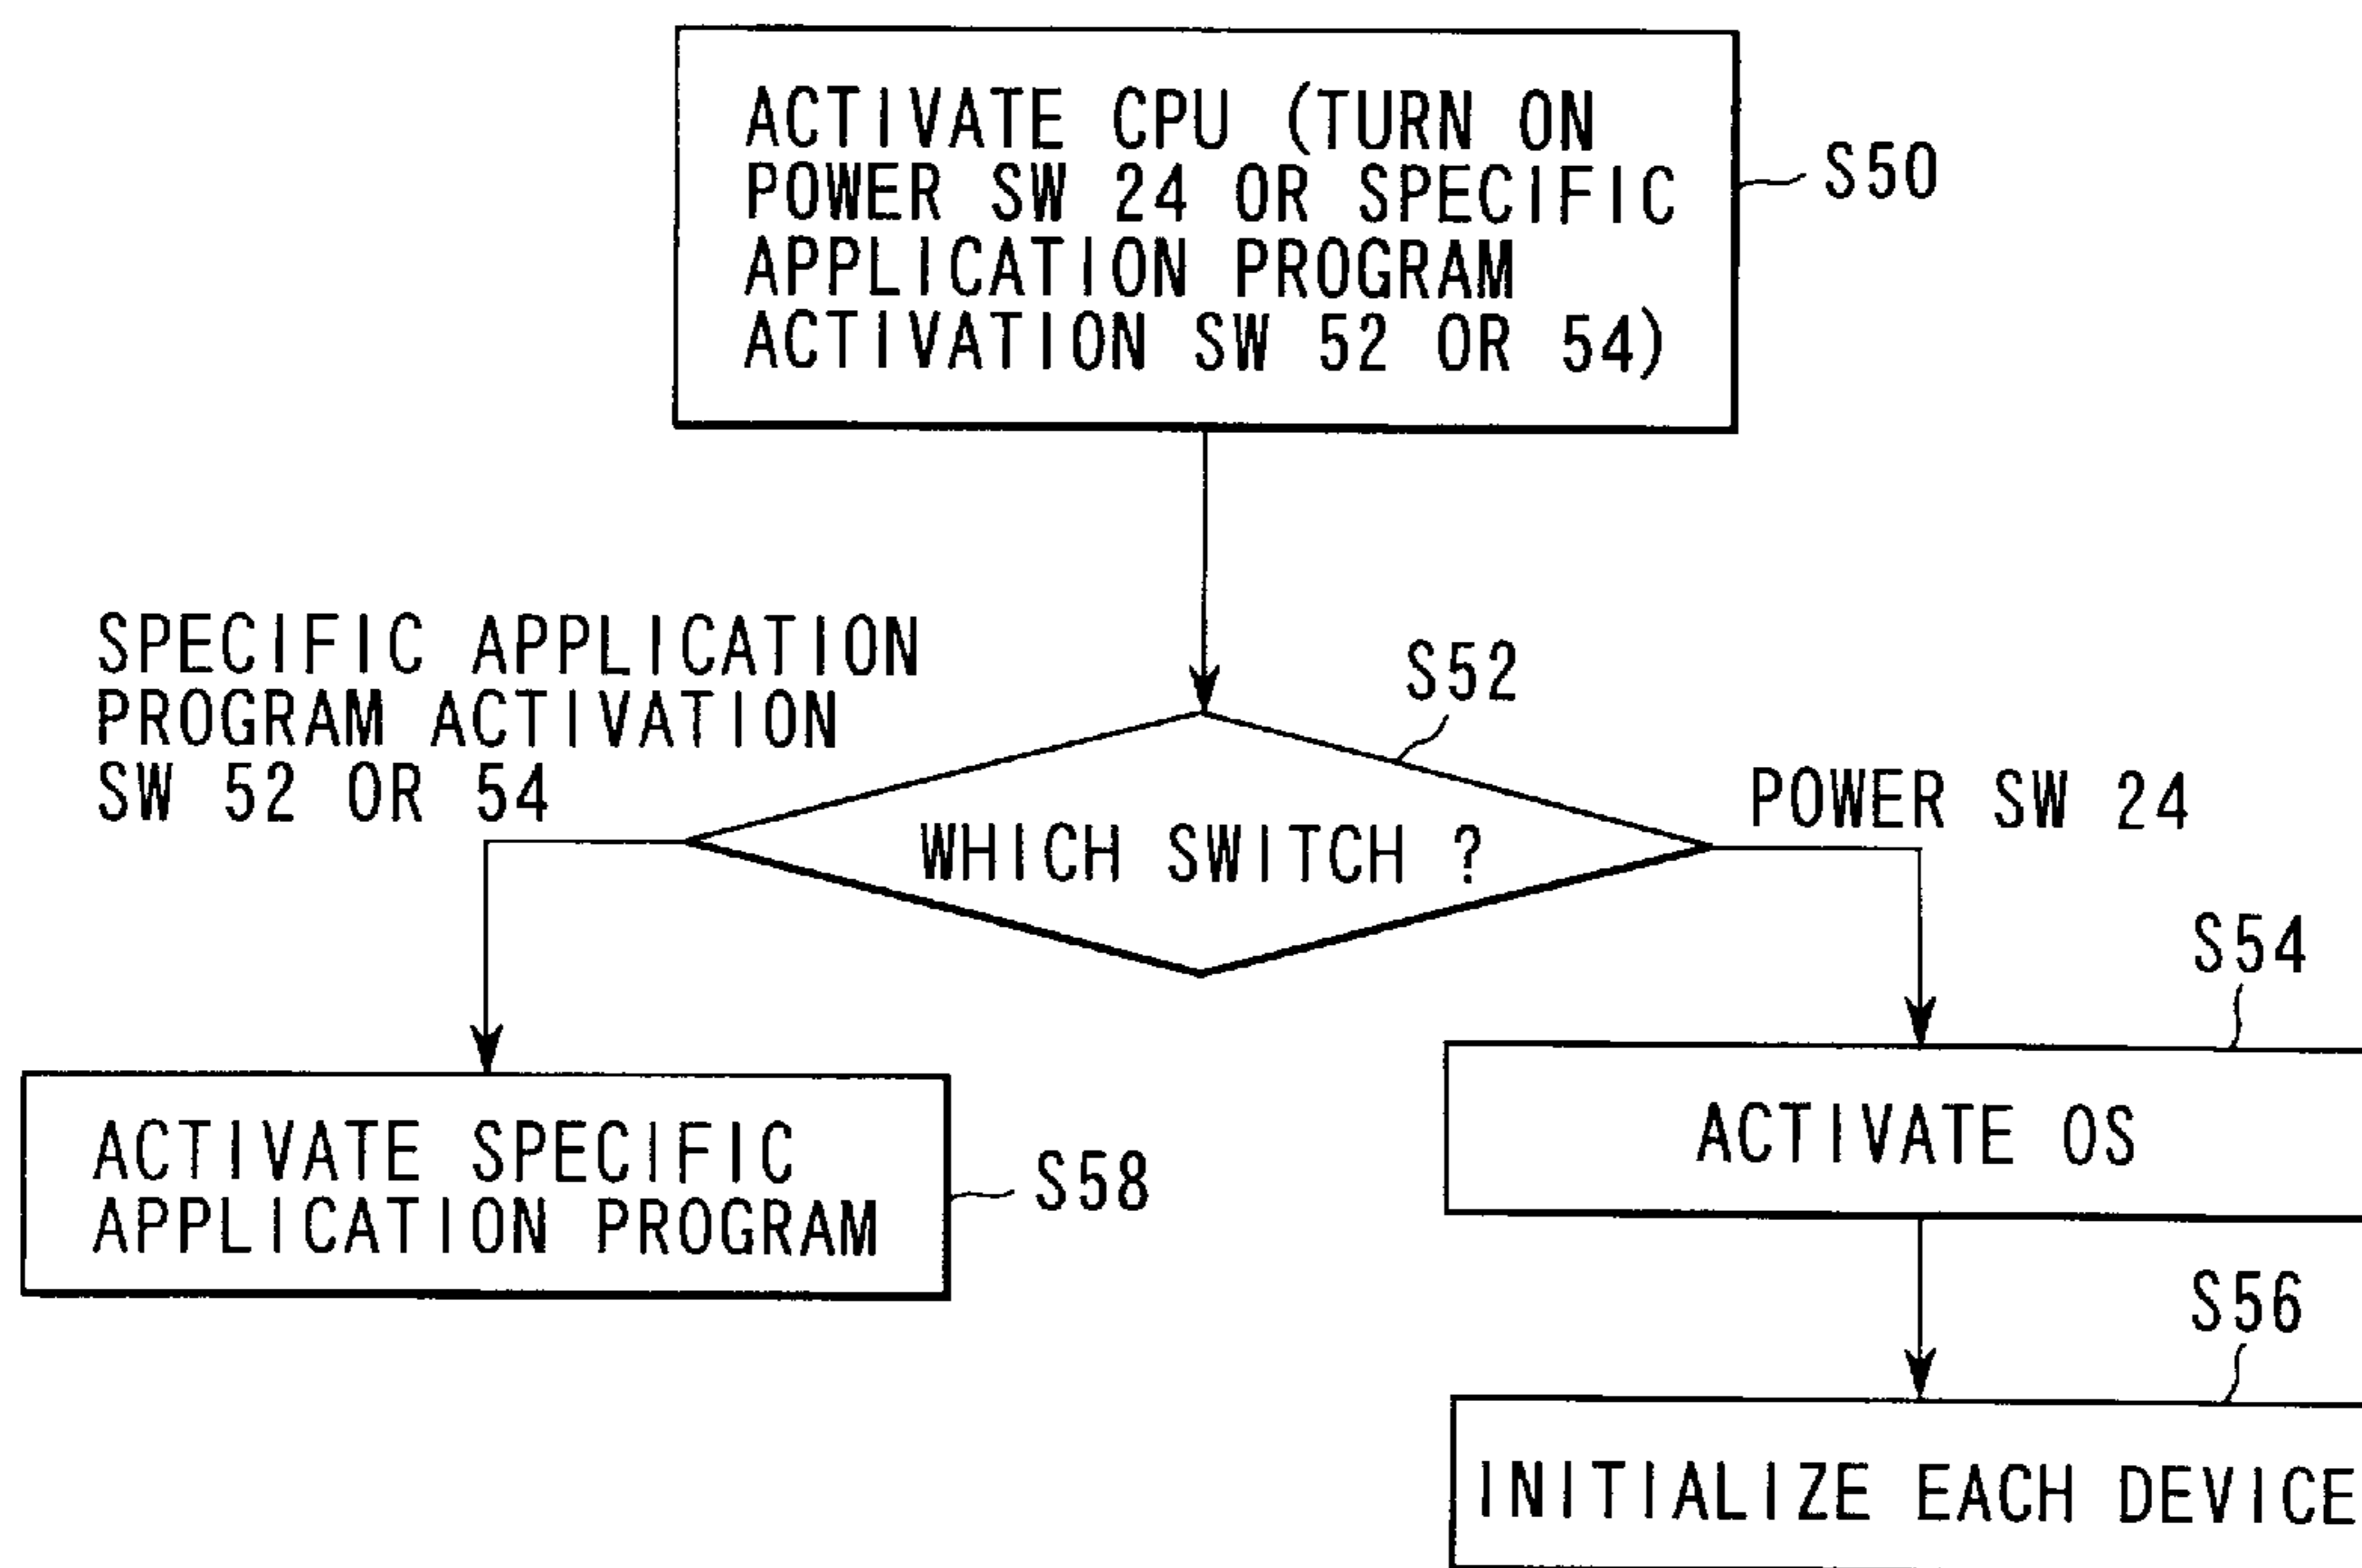 ACTIVATE CPU (TURN ON
POWER SW 24 OR SPECIFIC
APPLICATION PROGRAM
ACTIVATION SW 52 OR 54)
S50
SPECIFIC APPLICATION
PROGRAM ACTIVATION
SW 52 OR 54
S52
WHICH SWITCH ?
POWER SW 24
S54
ACTIVATE OS
ACTIVATE SPECIFIC
APPLICATION PROGRAM
S58
S56
INITIALIZE EACH DEVICE